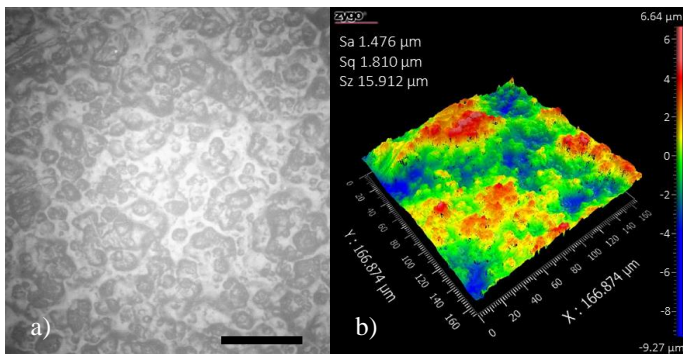 a)
zygo
Sa 1.476 µm
Sq 1.810 µm
Sz 15.912 µm
6.64 µm
6
4
2
0
-2
-4
-6
-8
-9.27 µm
0
20
40
60
80
100
120
140
160
Y: 166.874 µm
0
20
40
60
80
100
120
140
160
X: 166.874 µm
b)